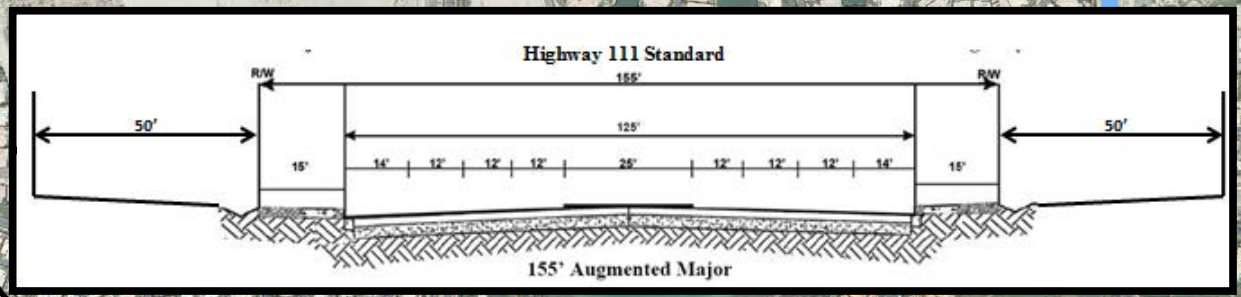 Highway 111 Standard
R/W 155' R/W
50' 125' 50'
15' 14' 12' 12' 12' 25' 12' 12' 12' 14' 15'
155' Augmented Major